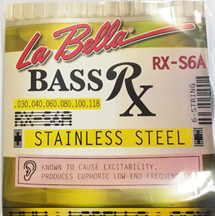 La Bella
RX-S6A
BASS RX
.030.040.060.080.100.118
6-STRING
STAINLESS STEEL
KNOWN TO CAUSE EXCITABILITY,
PRODUCES EUPHORIC LOW-END FREQUENC